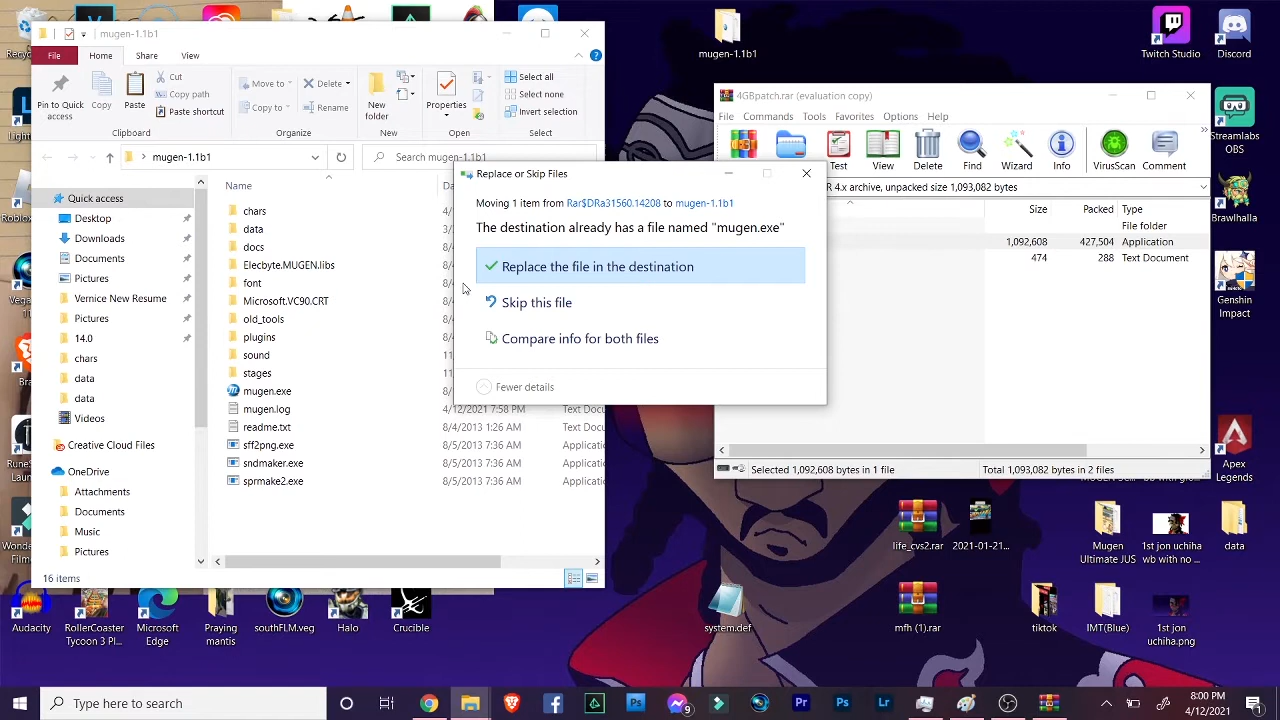 mugen-1.1b1
File
Home
Share
View
Pin to Quick access
Copy
Paste
Cut
Copy path
Paste shortcut
Clipboard
Move to
Copy to
Delete
Rename
Organize
New folder
New
Properties
Open
Select all
Select none
Invert selection
Select
mugen-1.1b1
Search mugen-1.1b1
Quick access
Desktop
Downloads
Documents
Pictures
Vernice New Resume
Pictures
14.0
chars
data
data
Videos
Creative Cloud Files
OneDrive
Attachments
Documents
Music
Pictures
Name
chars
data
docs
Elecbyte.MUGEN.libs
font
Microsoft.VC90.CRT
old_tools
plugins
sound
stages
mugen.exe
mugen.log
4/12/2021 7:58 PM
Text Docu
readme.txt
8/4/2013 1:26 AM
Text Docu
sff2png.exe
8/5/2013 7:36 AM
Applicatio
sndmaker.exe
8/5/2013 7:36 AM
Applicatio
sprmake2.exe
8/5/2013 7:36 AM
Applicatio
16 items
Replace or Skip Files
Moving 1 item from Rar$DRa31560.14208 to mugen-1.1b1
The destination already has a file named "mugen.exe"
Replace the file in the destination
Skip this file
Compare info for both files
Fewer details
4GBpatch.rar (evaluation copy)
File
Commands
Tools
Favorites
Options
Help
Test
View
Delete
Find
Wizard
Info
VirusScan
Comment
R 4.x archive, unpacked size 1,093,082 bytes
Size
Packed
Type
File folder
1,092,608
427,504
Application
474
288
Text Document
Selected 1,092,608 bytes in 1 file
Total 1,093,082 bytes in 2 files
mugen-1.1b1
Twitch Studio
Discord
Streamlabs OBS
Brawlhalla
Genshin Impact
Apex Legends
life_cvs2.rar
2021-01-21...
Mugen Ultimate JUS
1st jon uchiha wb with no ...
data
system.def
mfh (1).rar
tiktok
IMT(Blue)
1st.jon uchiha.png
Audacity
RollerCoaster Tycoon 3 Pl...
Microsoft Edge
Praying mantis
southFLM.veg
Halo
Crucible
Type here to search
8:00 PM
4/12/2021